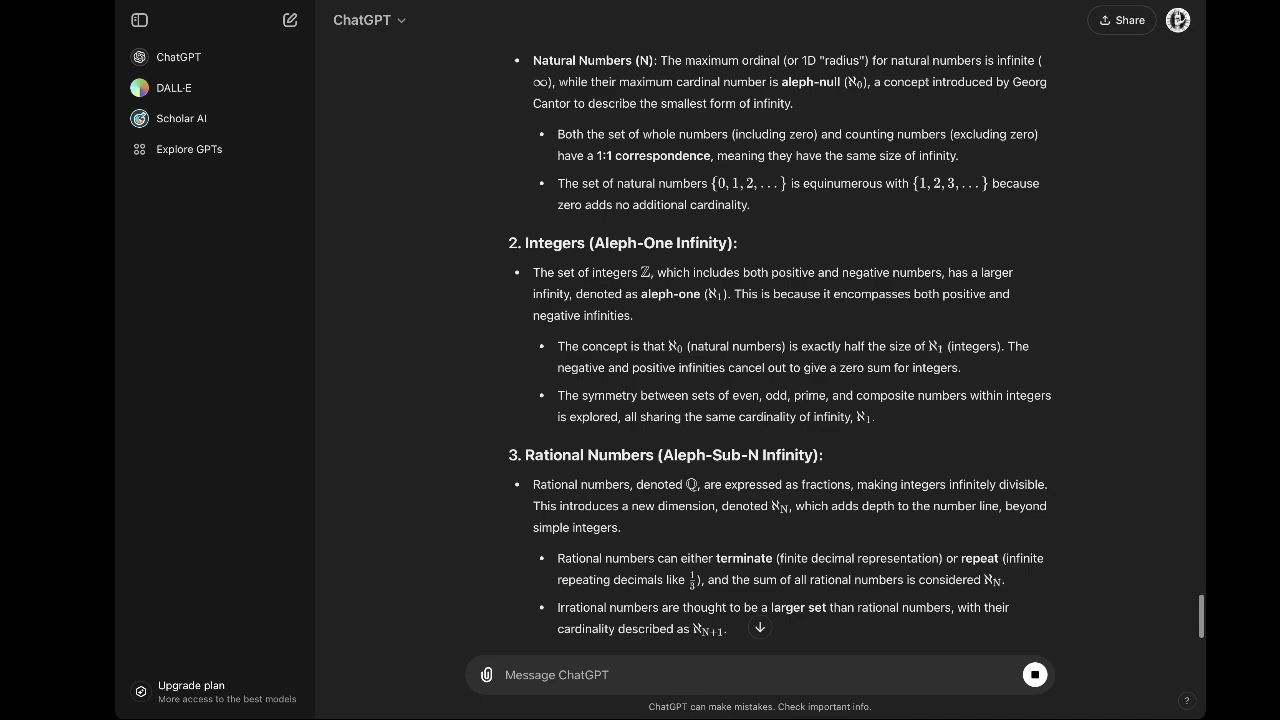 ChatGPT
Share
ChatGPT
DALL·E
Scholar AI
Explore GPTs
• Natural Numbers (N): The maximum ordinal (or 1D "radius") for natural numbers is infinite (
∞), while their maximum cardinal number is aleph-null (ℵ₀), a concept introduced by Georg
Cantor to describe the smallest form of infinity.
• Both the set of whole numbers (including zero) and counting numbers (excluding zero)
have a 1:1 correspondence, meaning they have the same size of infinity.
• The set of natural numbers {0, 1, 2, . . . } is equinumerous with {1, 2, 3, . . . } because
zero adds no additional cardinality.
2. Integers (Aleph-One Infinity):
• The set of integers ℤ, which includes both positive and negative numbers, has a larger
infinity, denoted as aleph-one (ℵ₁). This is because it encompasses both positive and
negative infinities.
• The concept is that ℵ₀ (natural numbers) is exactly half the size of ℵ₁ (integers). The
negative and positive infinities cancel out to give a zero sum for integers.
• The symmetry between sets of even, odd, prime, and composite numbers within integers
is explored, all sharing the same cardinality of infinity, ℵ₁.
3. Rational Numbers (Aleph-Sub-N Infinity):
• Rational numbers, denoted ℚ, are expressed as fractions, making integers infinitely divisible.
This introduces a new dimension, denoted ℵ_N, which adds depth to the number line, beyond
simple integers.
• Rational numbers can either terminate (finite decimal representation) or repeat (infinite
repeating decimals like 1/3), and the sum of all rational numbers is considered ℵ_N.
• Irrational numbers are thought to be a larger set than rational numbers, with their
cardinality described as ℵ_N+1.
Message ChatGPT
Upgrade plan
More access to the best models
ChatGPT can make mistakes. Check important info.
?